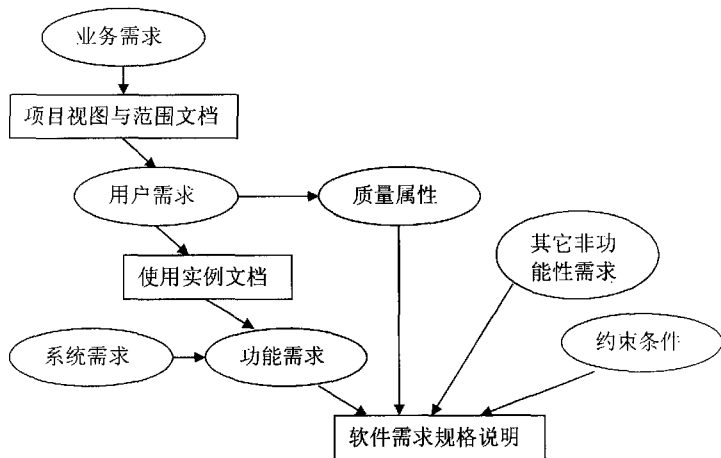 业务需求
项目视图与范围文档
用户需求
质量属性
其它非功
能性需求
使用实例文档
系统需求
功能需求
约束条件
软件需求规格说明